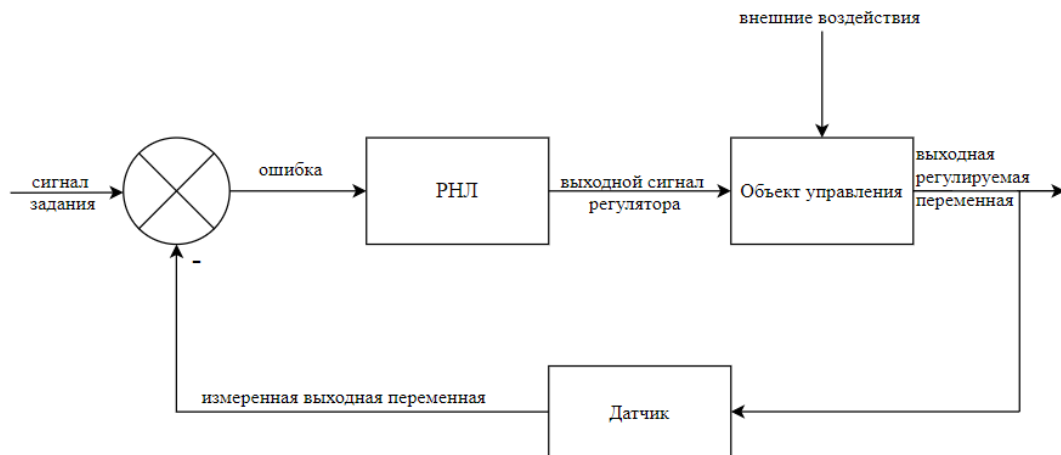 внешние воздействия
сигнал
задания
ошибка
РНЛ
выходной сигнал
регулятора
Объект управления
выходная
регулируемая
переменная
-
измеренная выходная переменная
Датчик